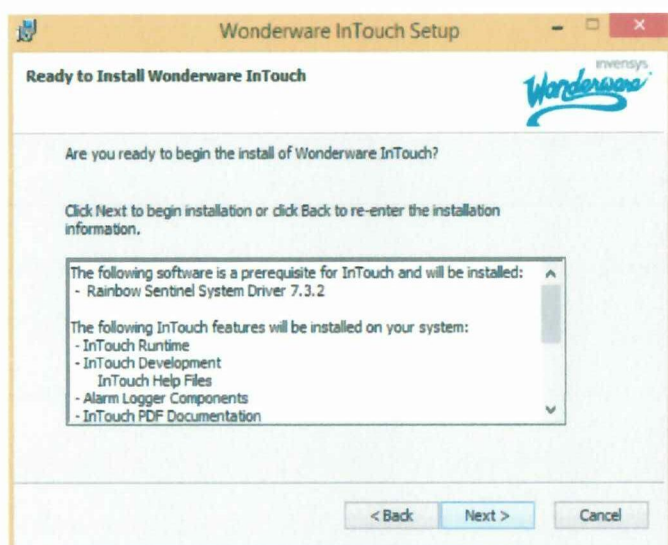 Wonderware InTouch Setup
Ready to Install Wonderware InTouch
invensys
Wonderware
Are you ready to begin the install of Wonderware InTouch?
Click Next to begin installation or click Back to re-enter the installation
information.
The following software is a prerequisite for InTouch and will be installed:
- Rainbow Sentinel System Driver 7.3.2
The following InTouch features will be installed on your system:
- InTouch Runtime
- InTouch Development
InTouch Help Files
- Alarm Logger Components
- InTouch PDF Documentation
< Back
Next >
Cancel